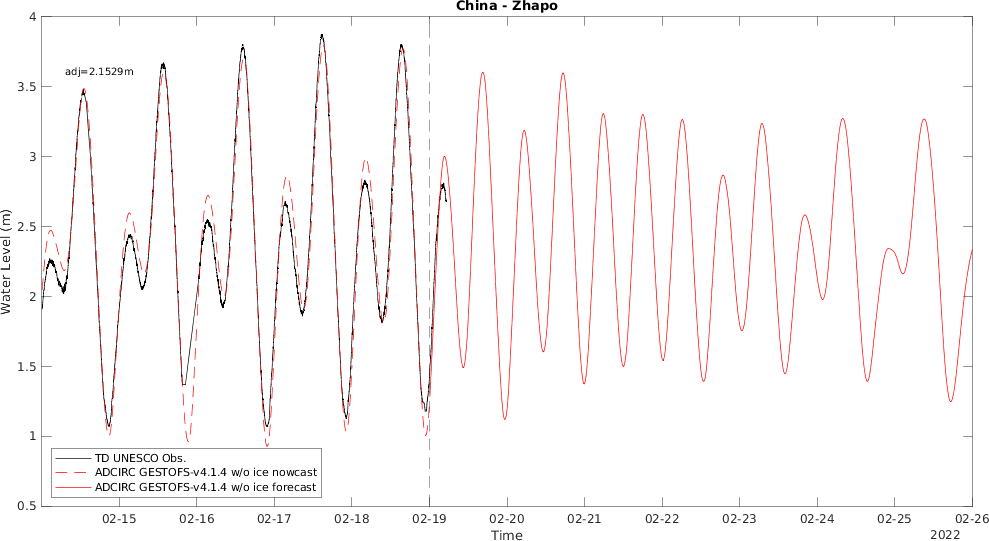 China - Zhapo
4
3.5
3
2.5
2
1.5
1
0.5
Water Level (m)
adj=2.1529m
TD UNESCO Obs.
ADCIRC GESTOFS-v4.1.4 w/o ice nowcast
ADCIRC GESTOFS-v4.1.4 w/o ice forecast
02-15 02-16 02-17 02-18 02-19 02-20 02-21 02-22 02-23 02-24 02-25 02-26
Time
2022